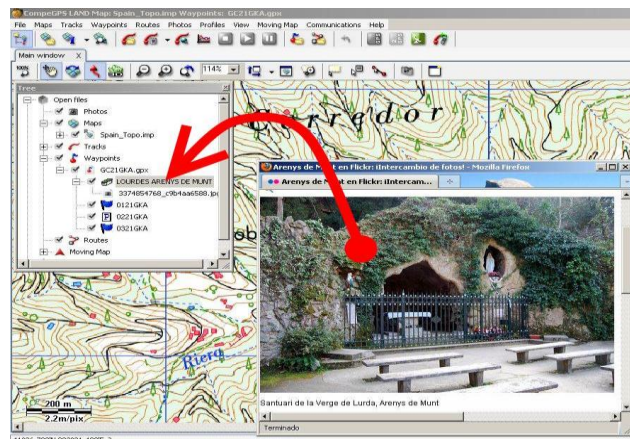 CompeGPS LAND Map: Spain_Topo.imp Waypoints: GC21GKA.gpx
File Maps Tracks Waypoints Routes Photos Profiles View Moving Map Communications Help
Main window X
100%
114%
Tree
Open files
Photos
Maps
Spain_Topo.imp
Tracks
Waypoints
GC21GKA.gpx
LOURDES ARENYS DE MUNT
3374854768_c9b4aa6588.jpg
0121GKA
P 0221GKA
0321GKA
Routes
Moving Map
Corredor
Arenys de Munt en Flickr: ¡Intercambio de fotos! - Mozilla Firefox
Arenys de Munt en Flickr: ¡Intercam...
Riera
200 m
2.2m/pix
Santuari de la Verge de Lurda, Arenys de Munt
Terminado